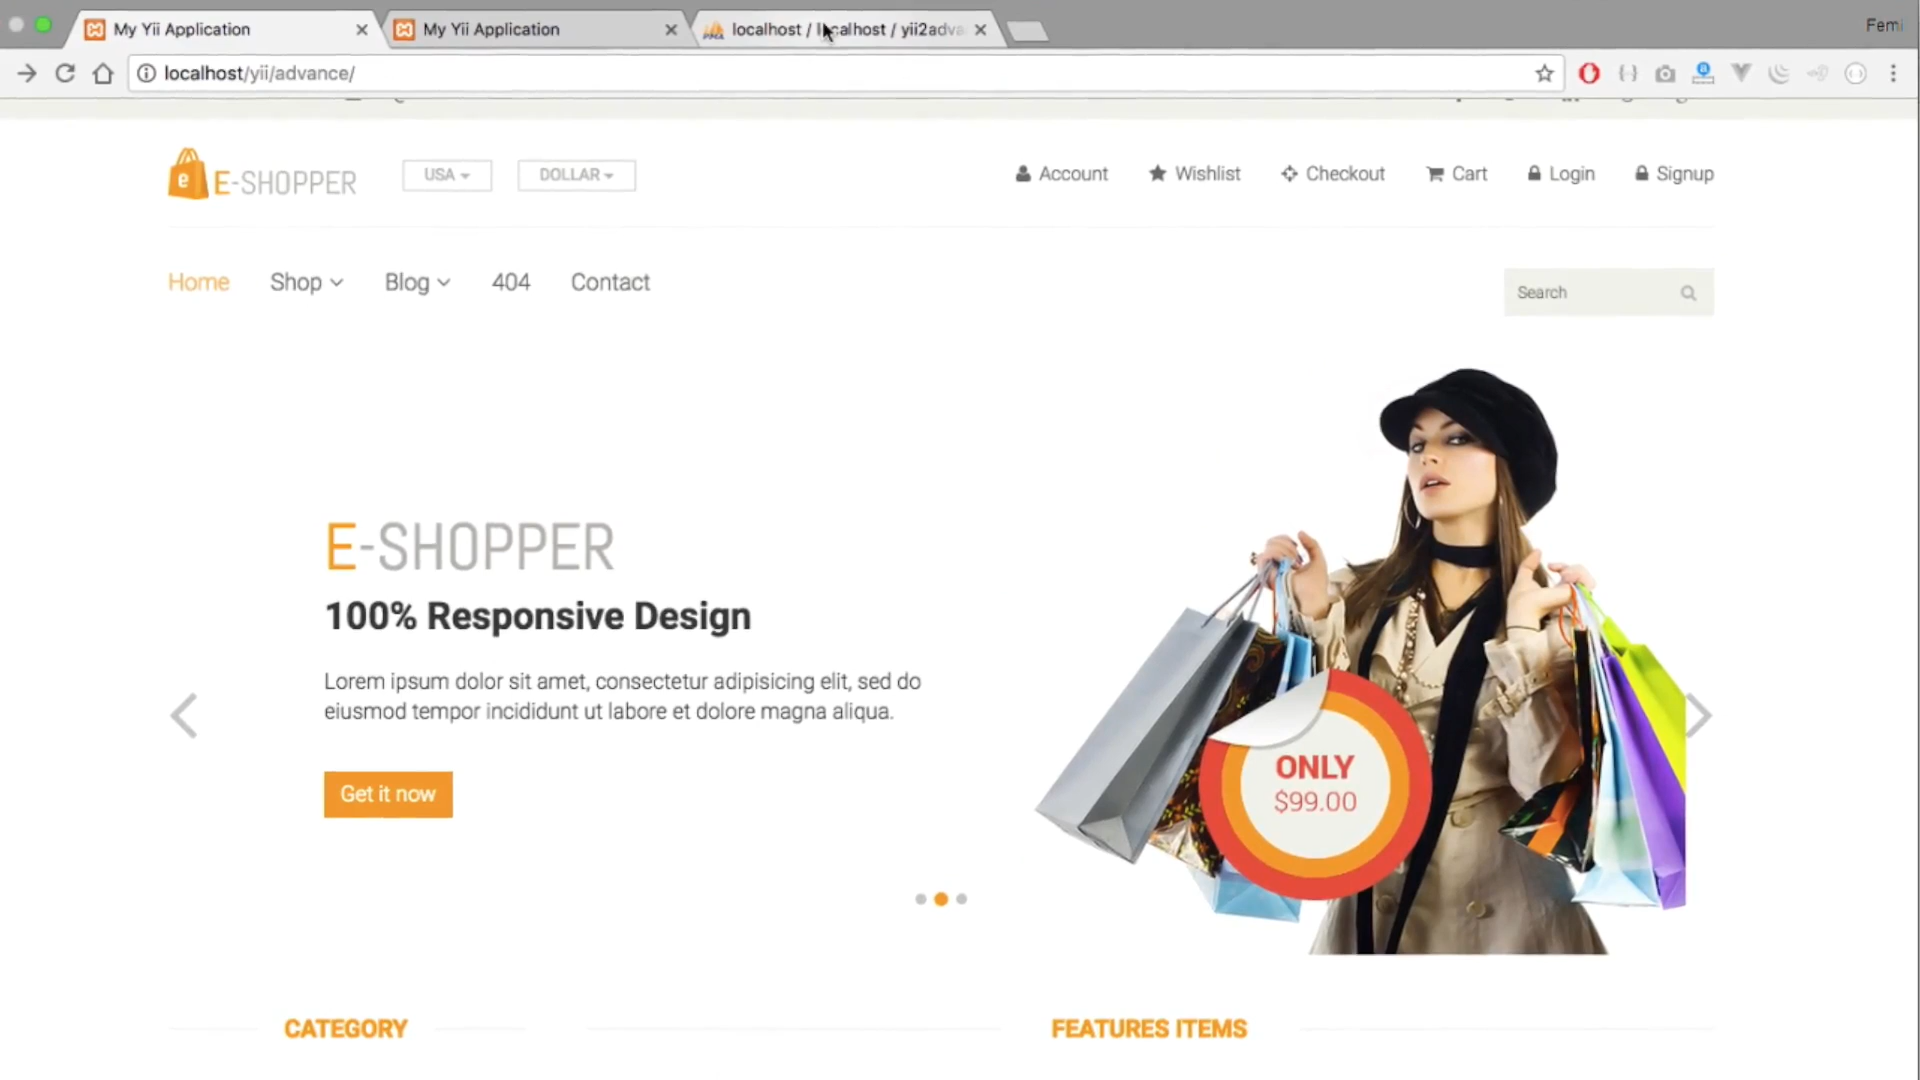 My Yii Application
My Yii Application
localhost / localhost / yii2adva
Femi
localhost/yii/advance/
E-SHOPPER
USA
DOLLAR
Account
Wishlist
Checkout
Cart
Login
Signup
Home
Shop
Blog
404
Contact
Search
E-SHOPPER
100% Responsive Design
Lorem ipsum dolor sit amet, consectetur adipisicing elit, sed do
eiusmod tempor incididunt ut labore et dolore magna aliqua.
Get it now
ONLY
$99.00
CATEGORY
FEATURES ITEMS